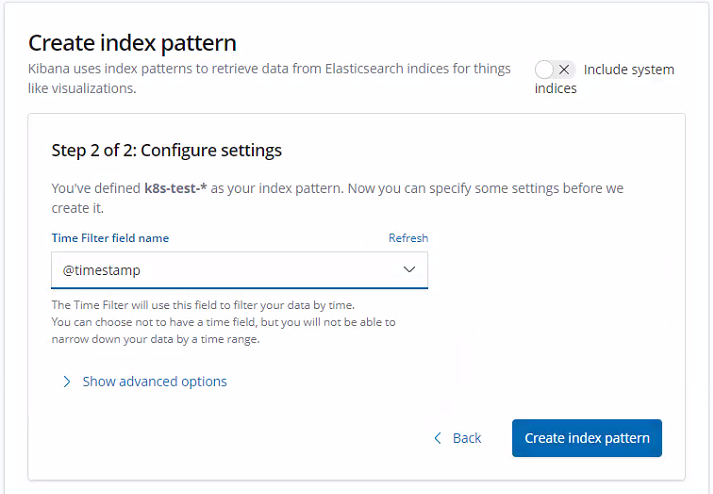 Create index pattern
Kibana uses index patterns to retrieve data from Elasticsearch indices for things
like visualizations.
Include system
indices
Step 2 of 2: Configure settings
You've defined k8s-test-* as your index pattern. Now you can specify some settings before we
create it.
Time Filter field name
Refresh
@timestamp
The Time Filter will use this field to filter your data by time.
You can choose not to have a time field, but you will not be able to
narrow down your data by a time range.
Show advanced options
Back
Create index pattern